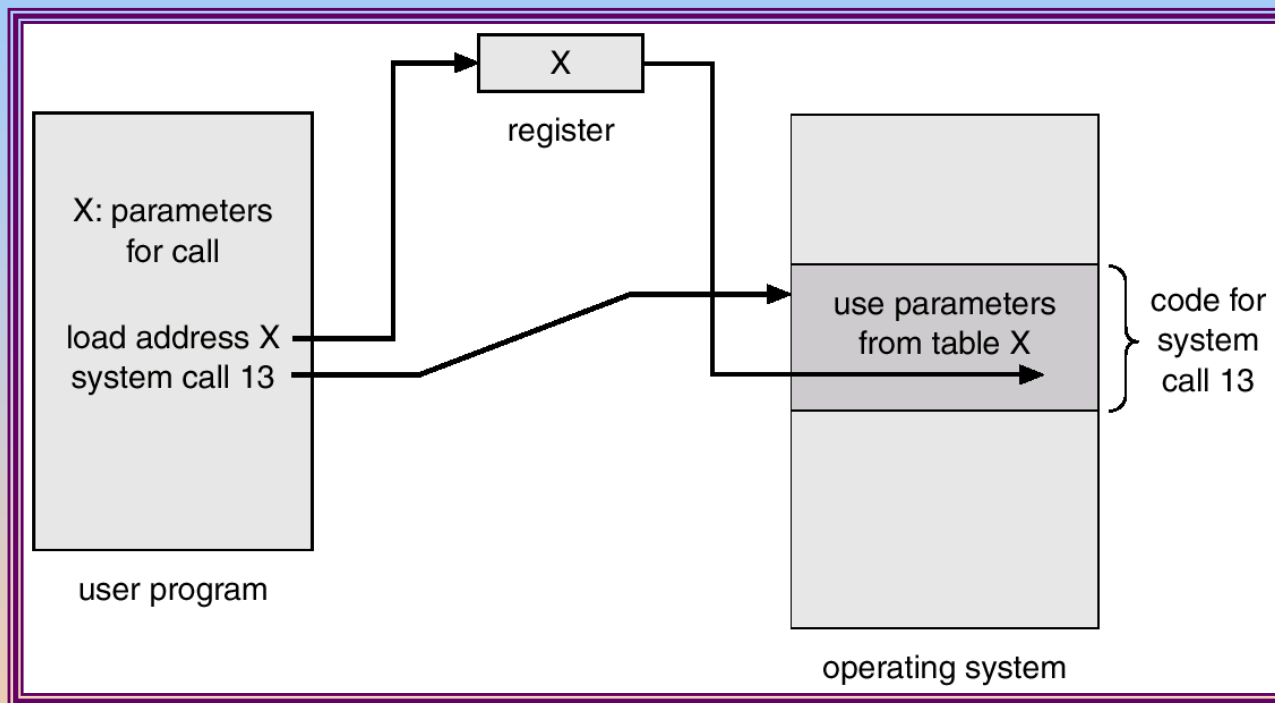 X
register
X: parameters
for call
load address X
system call 13
user program
use parameters
from table X
code for
system
call 13
operating system